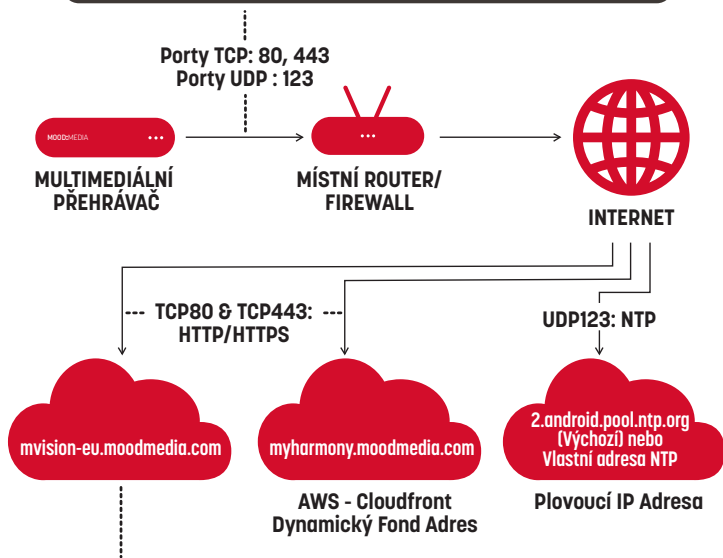 Porty TCP: 80, 443
Porty UDP : 123
MOOD:MEDIA
MULTIMEDIÁLNÍ
PŘEHRÁVAČ
MÍSTNÍ ROUTER/
FIREWALL
INTERNET
TCP80 & TCP443:
HTTP/HTTPS
UDP123: NTP
mvision-eu.moodmedia.com
myharmony.moodmedia.com
2.android.pool.ntp.org
(Výchozí) nebo
Vlastní adresa NTP
AWS - Cloudfront
Dynamický Fond Adres
Plovoucí IP Adresa